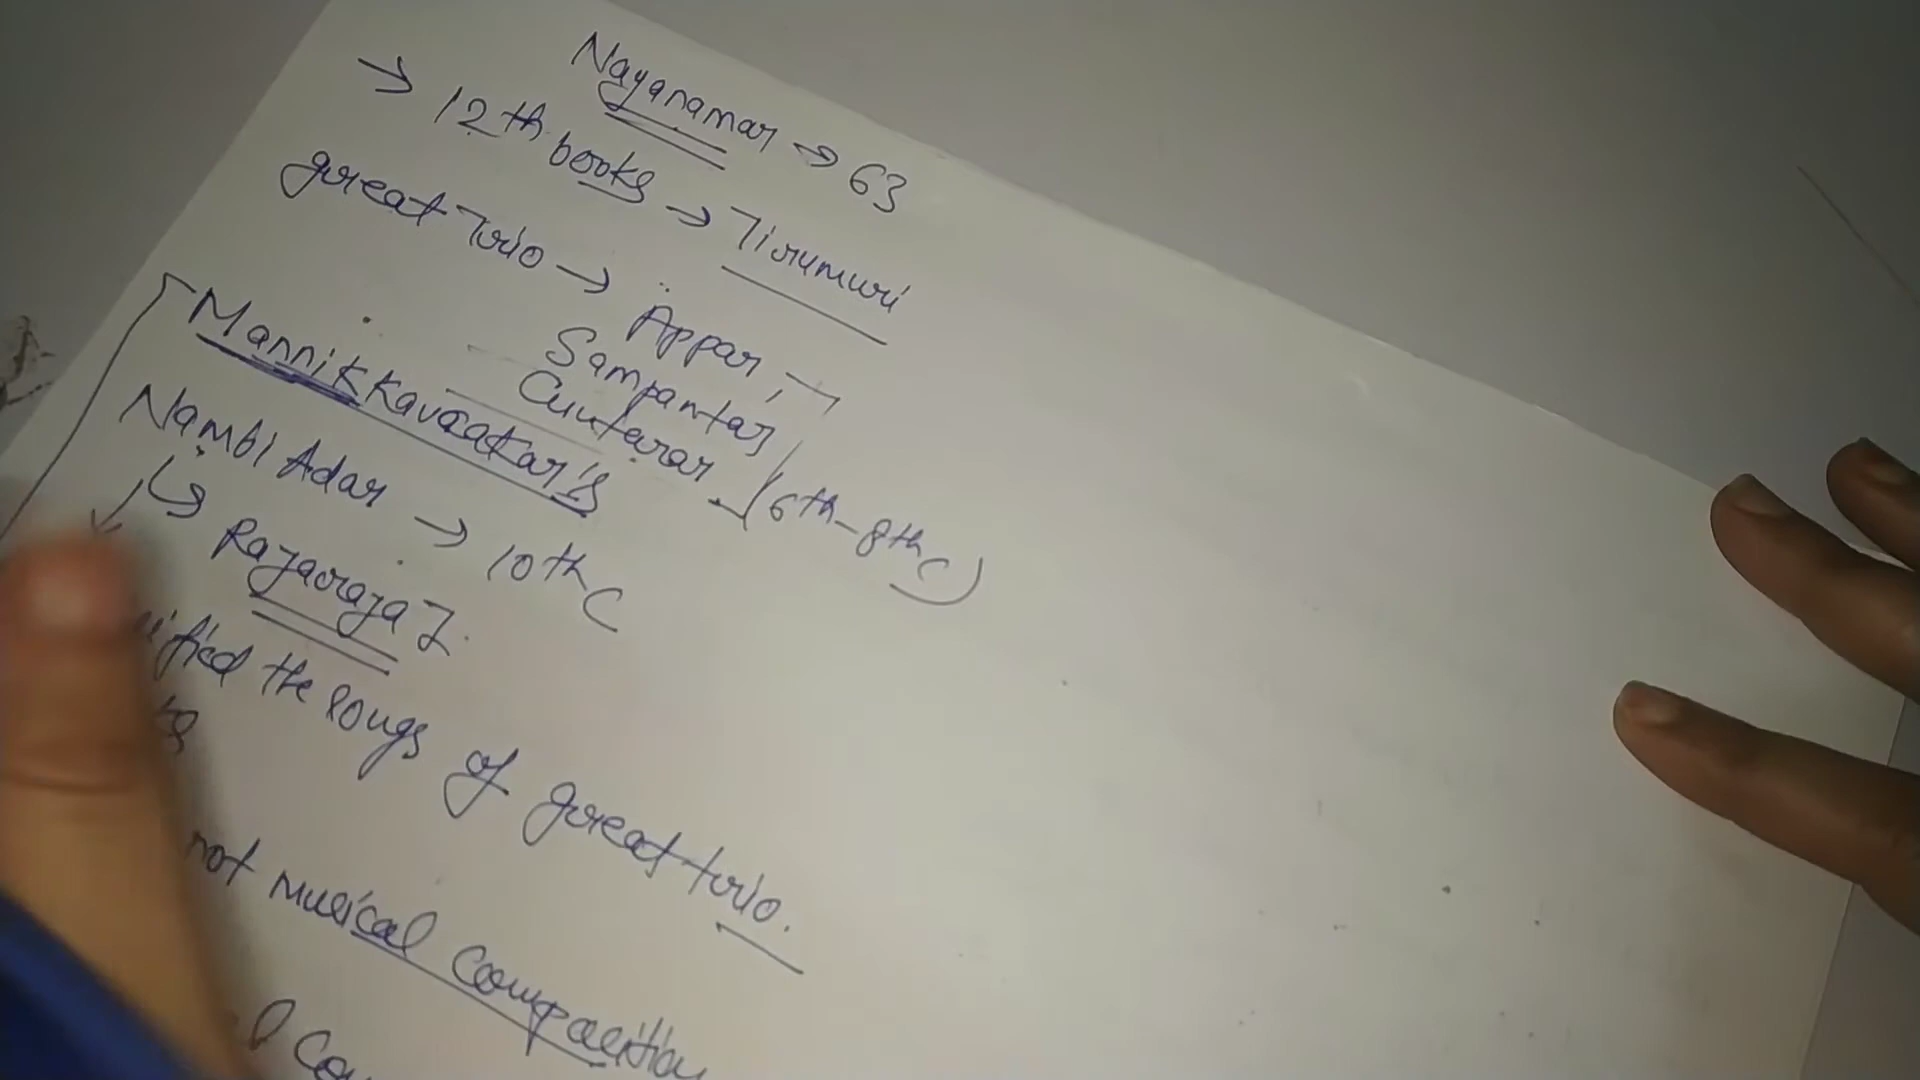 Nayanamar → 63
→ 12th books → Tirumuri
great Trio → Appar,
Sampantar
Cuntarar (6th-8th C)
Mannikkavacakar's
Nambi Adar → 10th C
↳ Rajaraja I.
the songs of great trio.
not musical composition